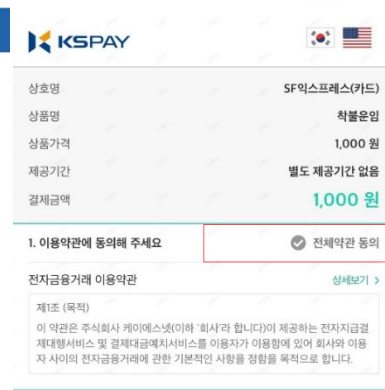 KSPAY
상호명 SF익스프레스(카드)
상품명 착불운임
상품가격 1,000 원
제공기간 별도 제공기간 없음
결제금액 1,000 원
1. 이용약관에 동의해 주세요 전체약관 동의
전자금융거래 이용약관 상세보기 >
제1조 (목적)
이 약관은 주식회사 케이에스넷(이하 '회사'라 합니다)이 제공하는 전자지급결
제대행서비스 및 결제대금예치서비스를 이용자가 이용함에 있어 회사와 이용
자 사이의 전자금융거래에 관한 기본적인 사항을 정함을 목적으로 합니다.